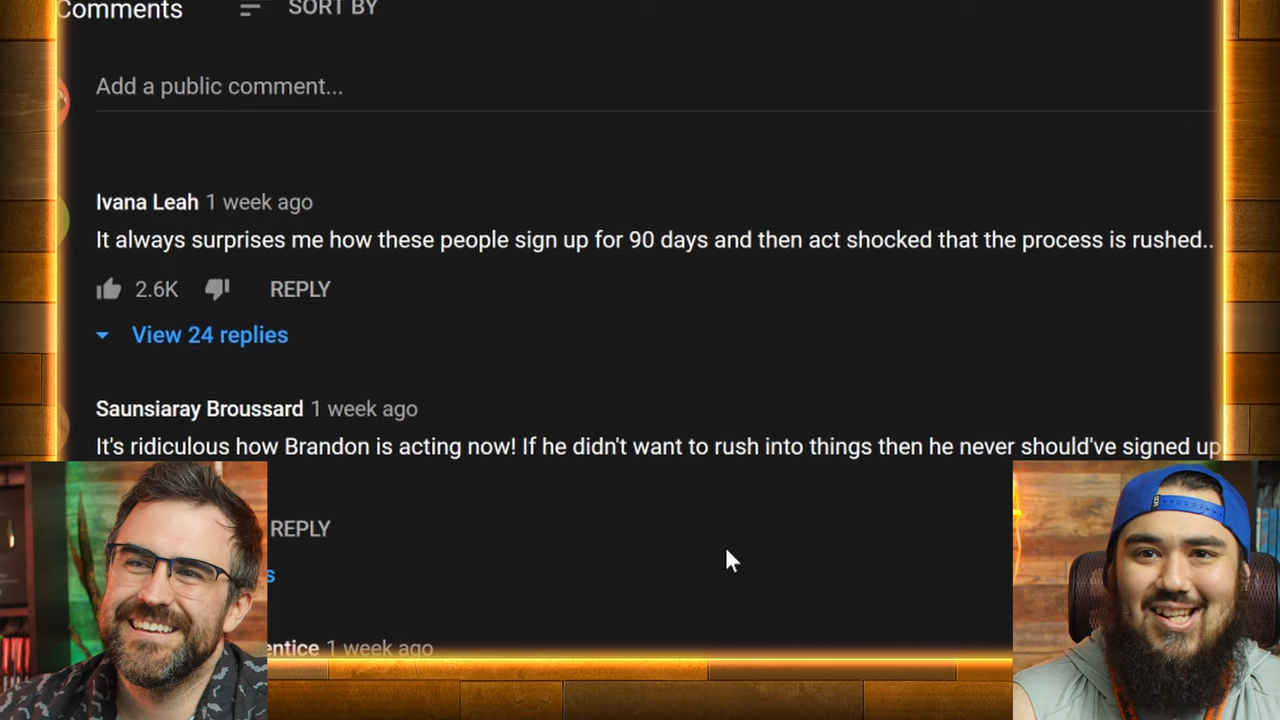 Comments SORT BY
Add a public comment...
Ivana Leah 1 week ago
It always surprises me how these people sign up for 90 days and then act shocked that the process is rushed..
2.6K REPLY
View 24 replies
Saunsiaray Broussard 1 week ago
It's ridiculous how Brandon is acting now! If he didn't want to rush into things then he never should've signed up
REPLY
s
entice 1 week ago